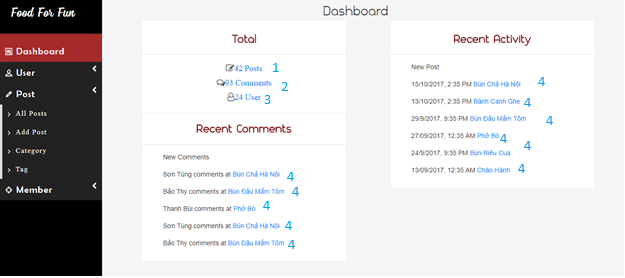 Food For Fun
Dashboard
User
Post
All Posts
Add Post
Category
Tag
Member
Dashboard
Total
42 Posts 1
93 Comments 2
24 User 3
Recent Comments
New Comments
Sơn Tùng comments at Bún Chả Hà Nội 4
Bảo Thy comments at Bún Đậu Mắm Tôm 4
Thanh Bùi comments at Phở Bò 4
Sơn Tùng comments at Bún Chả Hà Nội 4
Bảo Thy comments at Bún Đậu Mắm Tôm 4
Recent Activity
New Post
15/10/2017, 2:35 PM Bún Chả Hà Nội 4
13/10/2017, 2:35 PM Bánh Canh Ghẹ 4
29/9/2017, 9:35 PM Bún Đậu Mắm Tôm 4
27/09/2017, 12:35 AM Phở Bò 4
24/9/2017, 9:35 PM Bún Riêu Cua 4
13/09/2017, 12:35 AM Cháo Hành 4